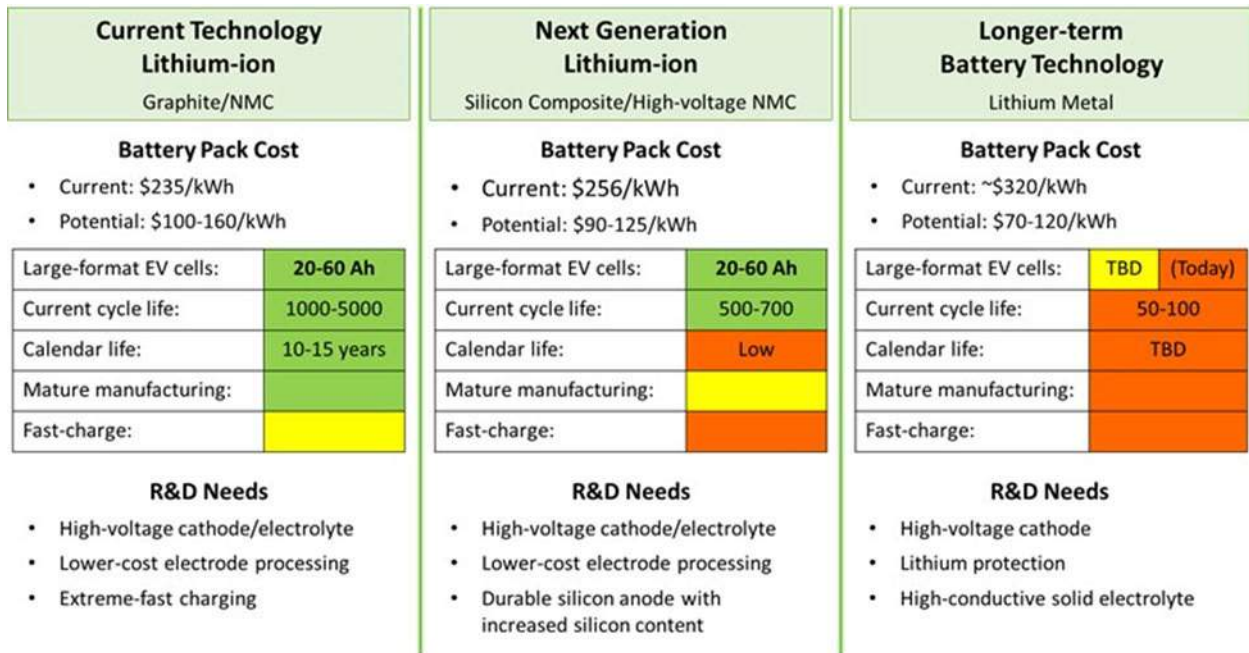 Current Technology
Lithium-ion
Graphite/NMC
Battery Pack Cost
• Current: $235/kWh
• Potential: $100-160/kWh
Large-format EV cells: 20-60 Ah
Current cycle life: 1000-5000
Calendar life: 10-15 years
Mature manufacturing:
Fast-charge:
R&D Needs
• High-voltage cathode/electrolyte
• Lower-cost electrode processing
• Extreme-fast charging
Next Generation
Lithium-ion
Silicon Composite/High-voltage NMC
Battery Pack Cost
• Current: $256/kWh
• Potential: $90-125/kWh
Large-format EV cells: 20-60 Ah
Current cycle life: 500-700
Calendar life: Low
Mature manufacturing:
Fast-charge:
R&D Needs
• High-voltage cathode/electrolyte
• Lower-cost electrode processing
• Durable silicon anode with
increased silicon content
Longer-term
Battery Technology
Lithium Metal
Battery Pack Cost
• Current: ~$320/kWh
• Potential: $70-120/kWh
Large-format EV cells: TBD (Today)
Current cycle life: 50-100
Calendar life: TBD
Mature manufacturing:
Fast-charge:
R&D Needs
• High-voltage cathode
• Lithium protection
• High-conductive solid electrolyte